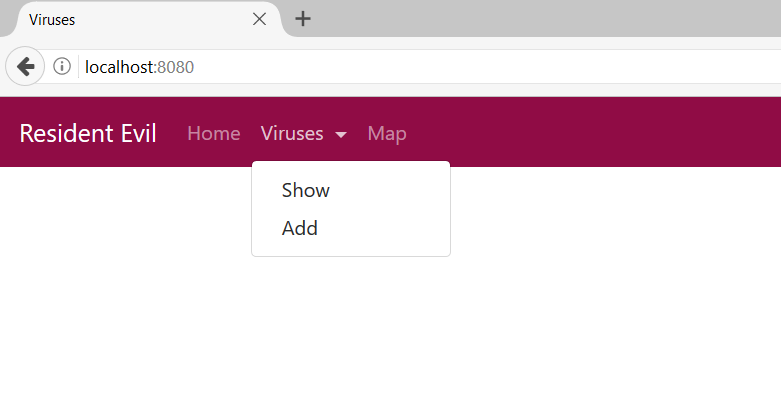 Viruses
localhost:8080
Resident Evil Home Viruses Map
Show
Add